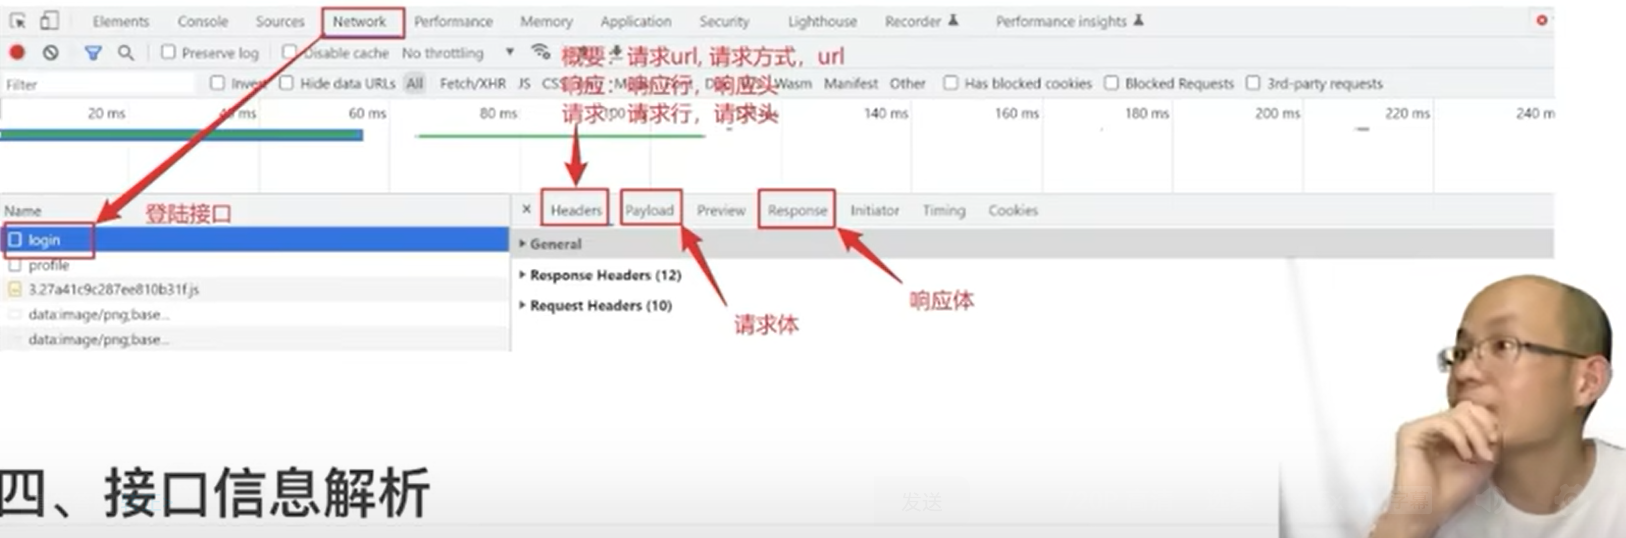 Elements Console Sources Network Performance Memory Application Security Lighthouse Recorder Performance insights
Preserve log Disable cache No throttling
概要：请求url, 请求方式，url
Filter Invert Hide data URLs All Fetch/XHR JS CSS Wasm Manifest Other Has blocked cookies Blocked Requests 3rd-party requests
响应：响应行，响应头
20 ms 60 ms 80 ms 140 ms 160 ms 180 ms 200 ms 220 ms 240 m
请求：请求行，请求头
Name 登陆接口
Headers Payload Preview Response Initiator Timing Cookies
login
General
profile
Response Headers (12)
3.27a41c9c287ee810b31f.js
响应体
Request Headers (10)
data:image/png;base...
请求体
data:image/png;base...
四、接口信息解析
发送